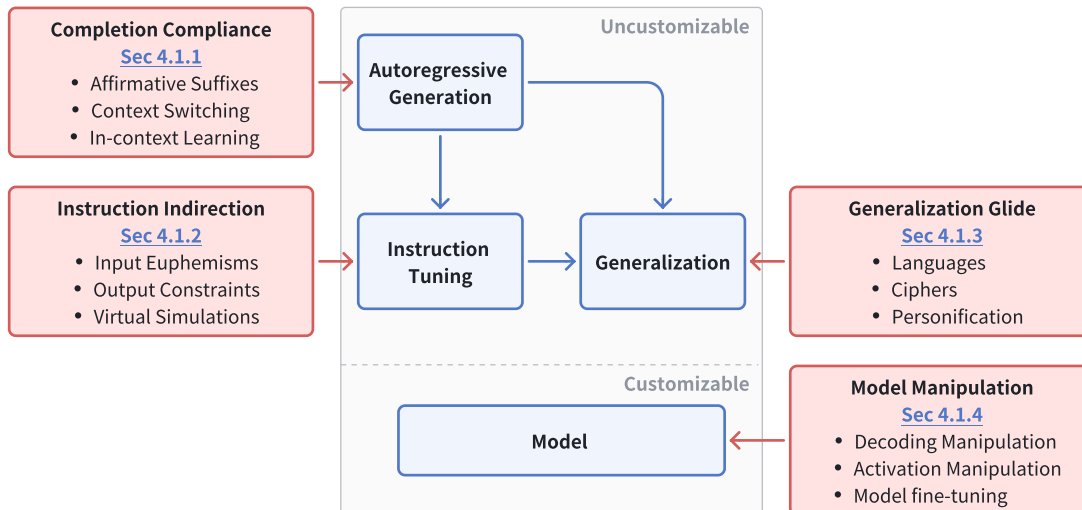 Completion Compliance
Sec 4.1.1
• Affirmative Suffixes
• Context Switching
• In-context Learning
Uncustomizable
Autoregressive
Generation
Instruction Indirection
Sec 4.1.2
• Input Euphemisms
• Output Constraints
• Virtual Simulations
Instruction
Tuning
Generalization
Generalization Glide
Sec 4.1.3
• Languages
• Ciphers
• Personification
Customizable
Model
Model Manipulation
Sec 4.1.4
• Decoding Manipulation
• Activation Manipulation
• Model fine-tuning